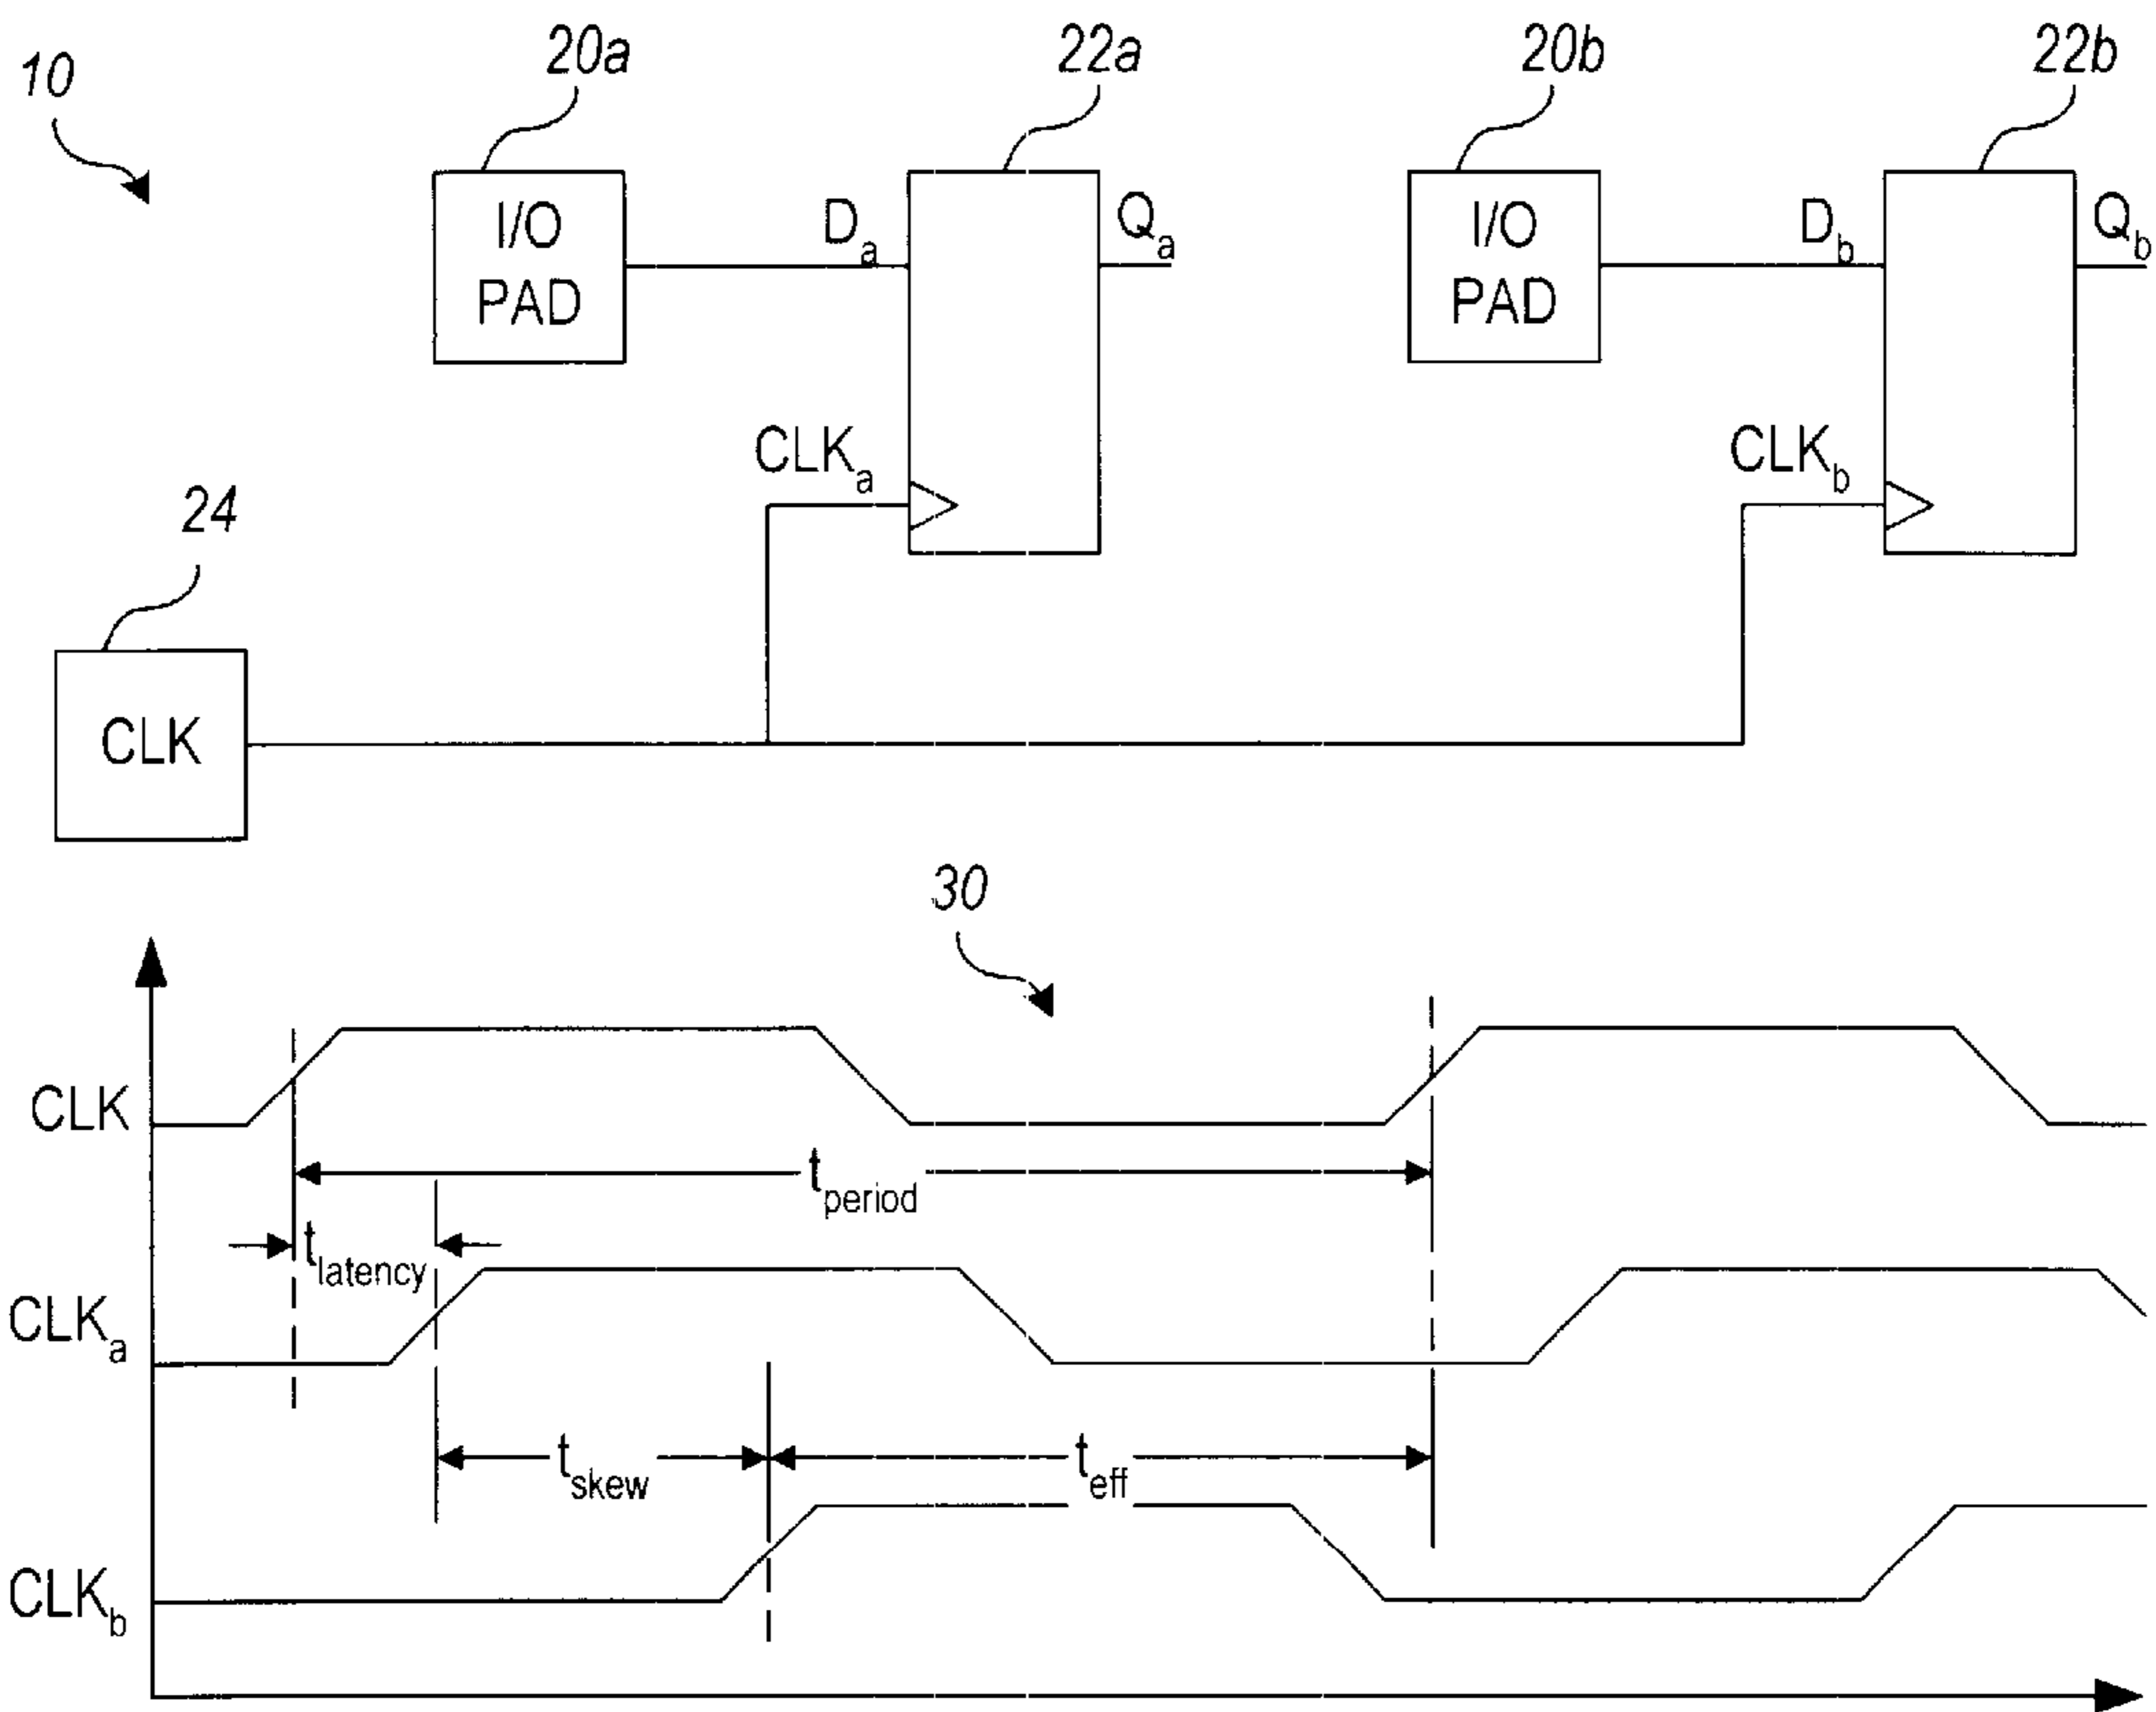 10
20a
22a
20b
22b
I/O
PAD
Da
Qa
I/O
PAD
Db
Qb
CLKa
CLKb
24
CLK
30
CLK
tperiod
tlatency
CLKa
tskew
teff
CLKb